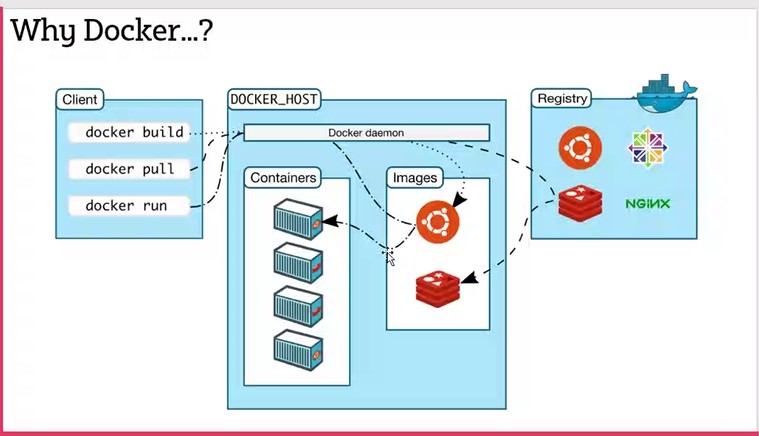 Why Docker...?
Client
docker build
docker pull
docker run
DOCKER_HOST
Docker daemon
Containers
Images
Registry
NGINX